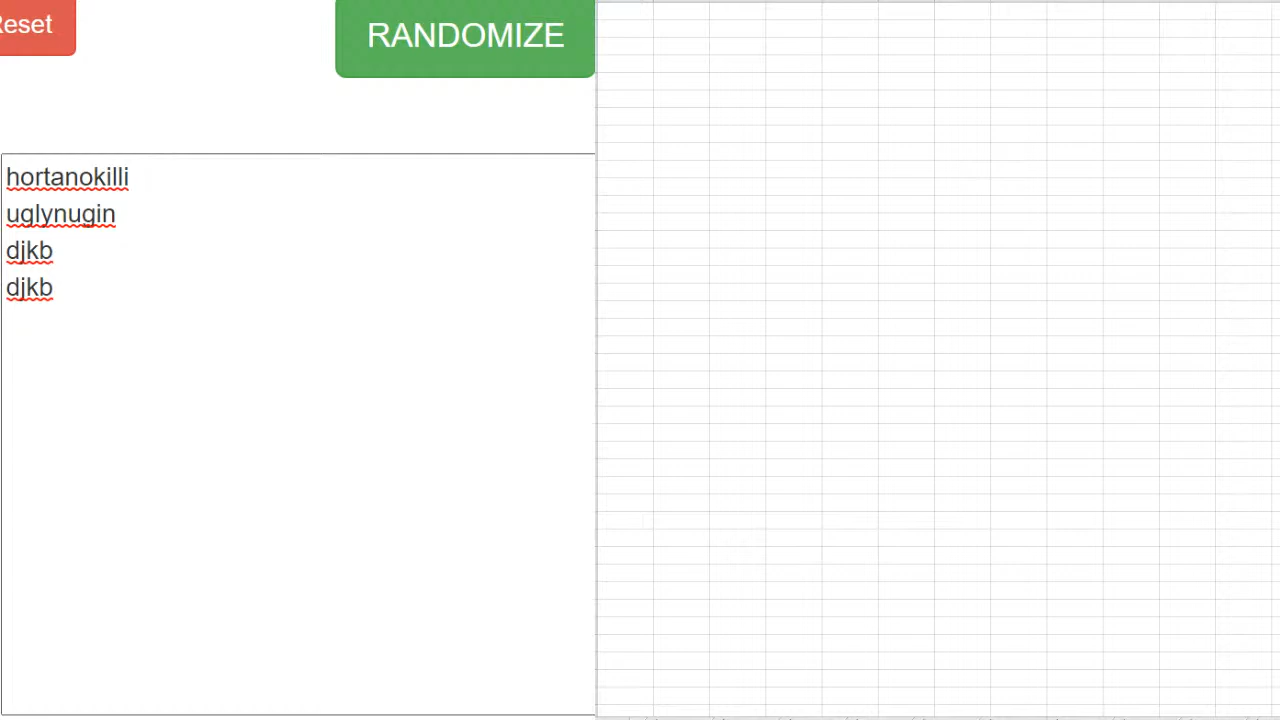 Reset
RANDOMIZE
hortanokilli
uglynugin
djkb
djkb